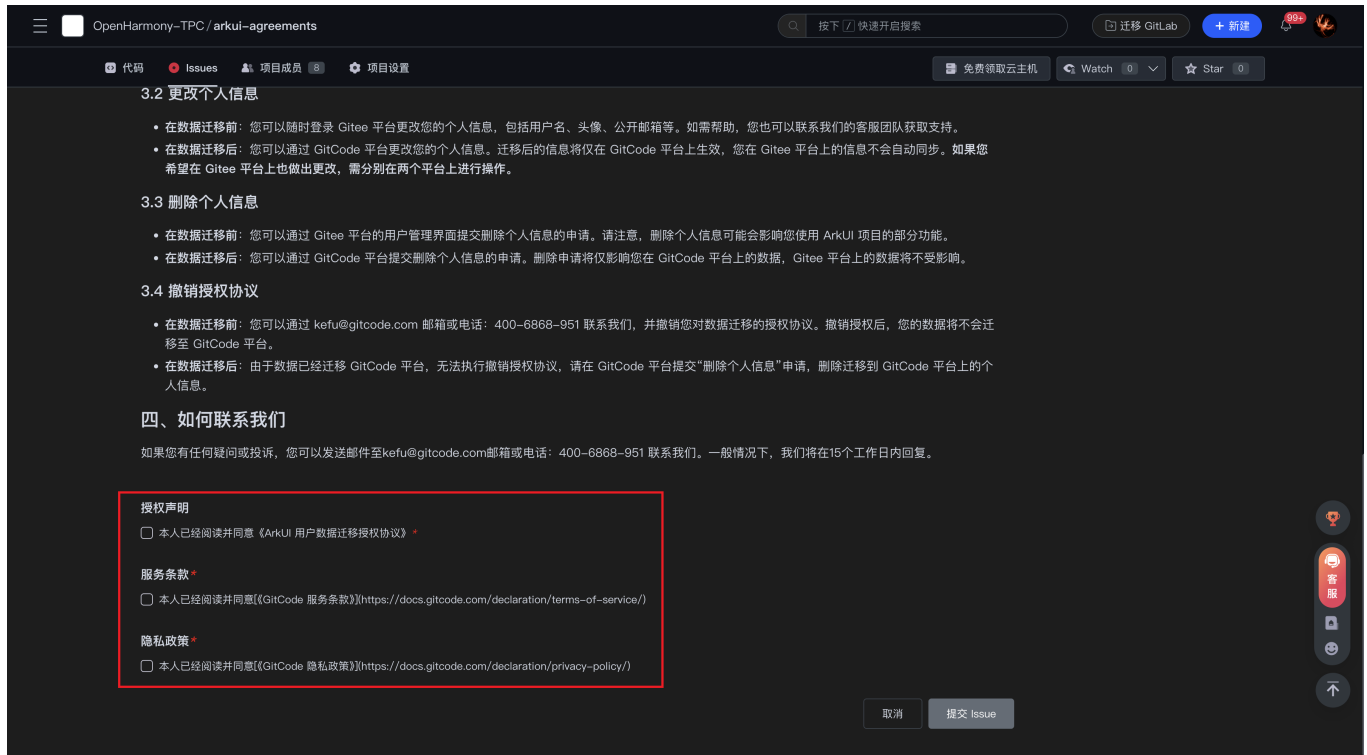 OpenHarmony-TPC / arkui-agreements
按下 / 快速开启搜索
迁移 GitLab
+ 新建
99+
代码
Issues
项目成员 8
项目设置
免费领取云主机
Watch 0
Star 0
3.2 更改个人信息
• 在数据迁移前：您可以随时登录 Gitee 平台更改您的个人信息，包括用户名、头像、公开邮箱等。如需帮助，您也可以联系我们的客服团队获取支持。
• 在数据迁移后：您可以通过 GitCode 平台更改您的个人信息。迁移后的信息将仅在 GitCode 平台上生效，您在 Gitee 平台上的信息不会自动同步。如果您
希望在 Gitee 平台上也做出更改，需分别在两个平台上进行操作。
3.3 删除个人信息
• 在数据迁移前：您可以通过 Gitee 平台的用户管理界面提交删除个人信息的申请。请注意，删除个人信息可能会影响您使用 ArkUI 项目的部分功能。
• 在数据迁移后：您可以通过 GitCode 平台提交删除个人信息的申请。删除申请将仅影响您在 GitCode 平台上的数据，Gitee 平台上的数据将不受影响。
3.4 撤销授权协议
• 在数据迁移前：您可以通过 kefu@gitcode.com 邮箱或电话：400-6868-951 联系我们，并撤销您对数据迁移的授权协议。撤销授权后，您的数据将不会迁
移至 GitCode 平台。
• 在数据迁移后：由于数据已经迁移 GitCode 平台，无法执行撤销授权协议，请在 GitCode 平台提交“删除个人信息”申请，删除迁移到 GitCode 平台上的个
人信息。
四、如何联系我们
如果您有任何疑问或投诉，您可以发送邮件至kefu@gitcode.com邮箱或电话：400-6868-951 联系我们。一般情况下，我们将在15个工作日内回复。
授权声明
本人已经阅读并同意《ArkUI 用户数据迁移授权协议》 *
服务条款 *
本人已经阅读并同意[《GitCode 服务条款》](https://docs.gitcode.com/declaration/terms-of-service/)
隐私政策 *
本人已经阅读并同意[《GitCode 隐私政策》](https://docs.gitcode.com/declaration/privacy-policy/)
客服
取消
提交 Issue